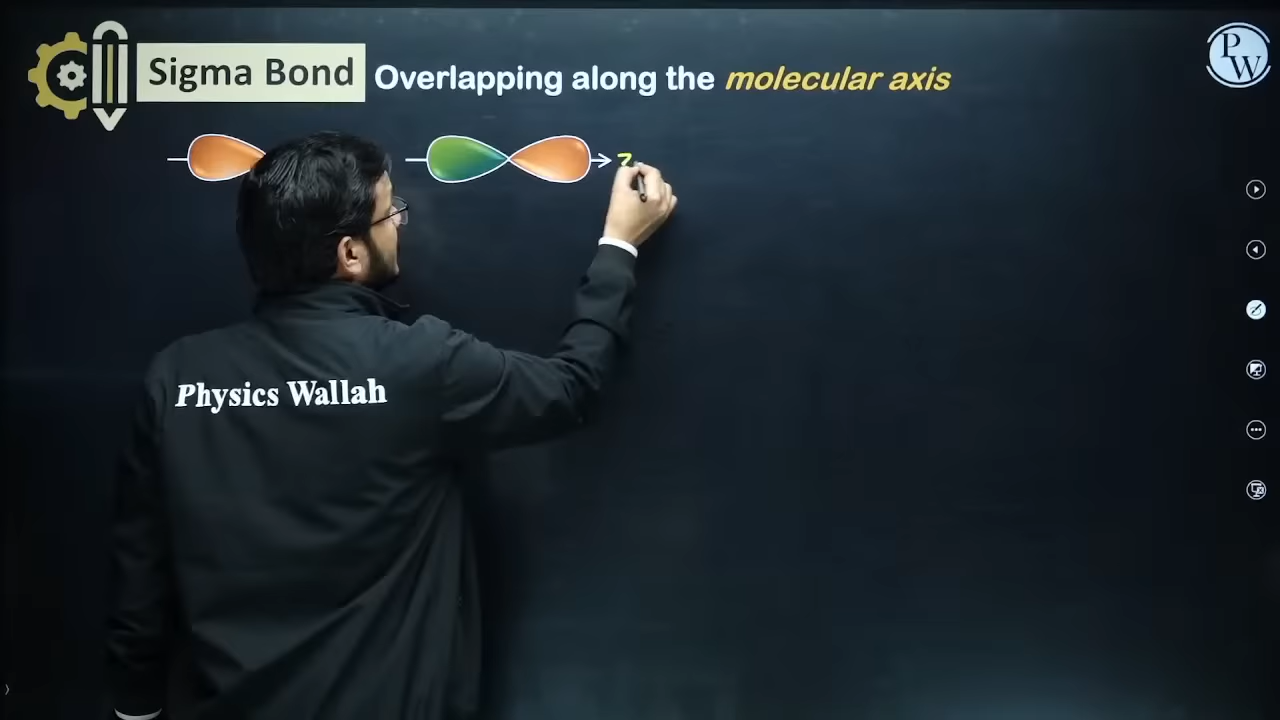 Sigma Bond Overlapping along the molecular axis
PW
z
Physics Wallah